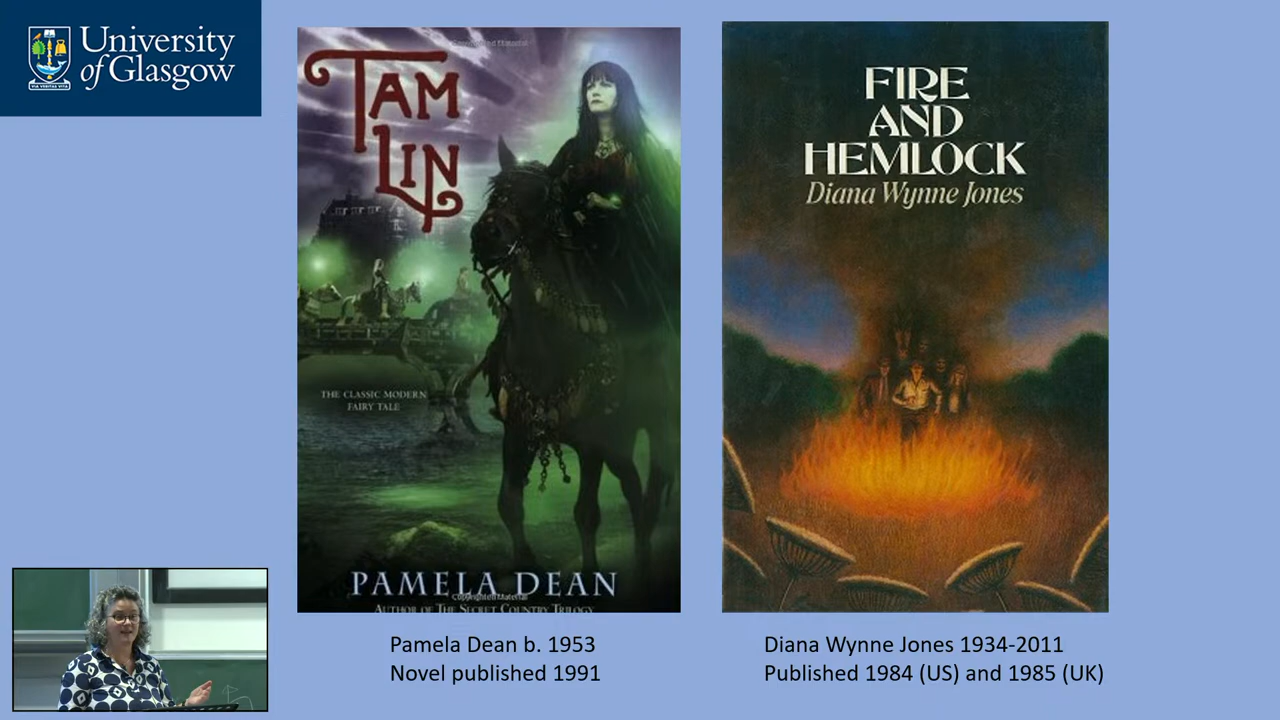 University
of Glasgow
VIA VERITAS VITA
TAM
LIN
THE CLASSIC MODERN
FAIRY TALE
PAMELA DEAN
Copyrighted Material
AUTHOR OF THE SECRET COUNTRY TRILOGY
FIRE
AND
HEMLOCK
Diana Wynne Jones
Pamela Dean b. 1953
Novel published 1991
Diana Wynne Jones 1934-2011
Published 1984 (US) and 1985 (UK)